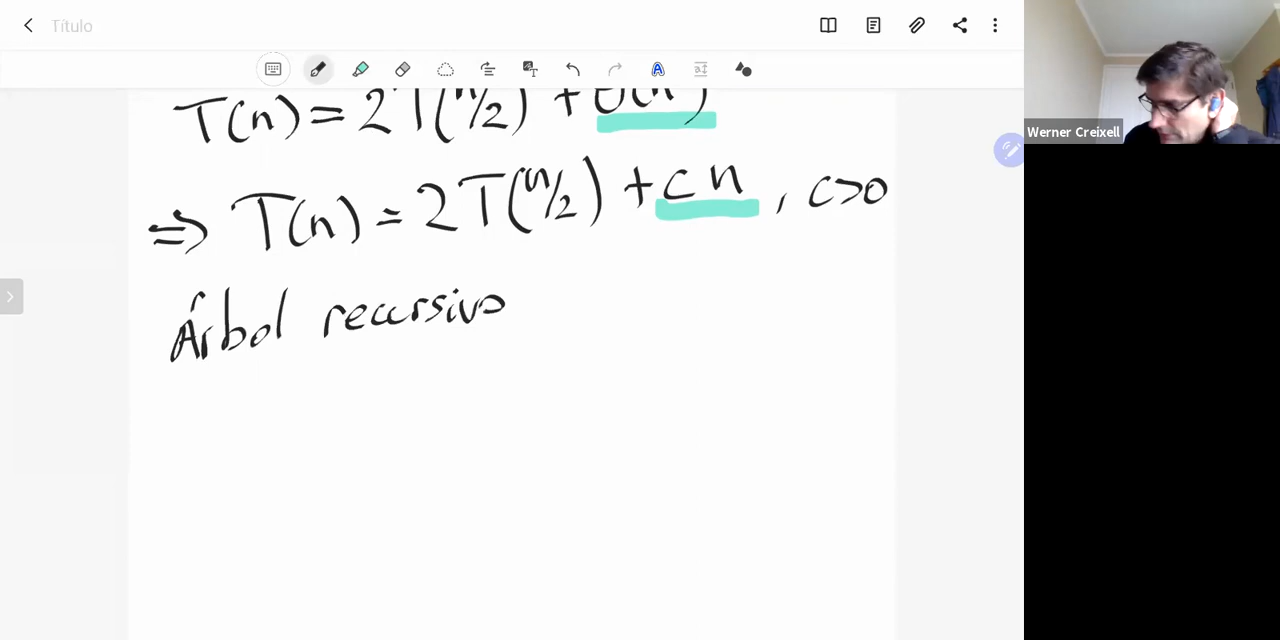 Título
T(n) = 2T(n/2) + Θ(n)
Werner Creixell
⇒ T(n) = 2T(n/2) + cn , c>0
Árbol recursivo